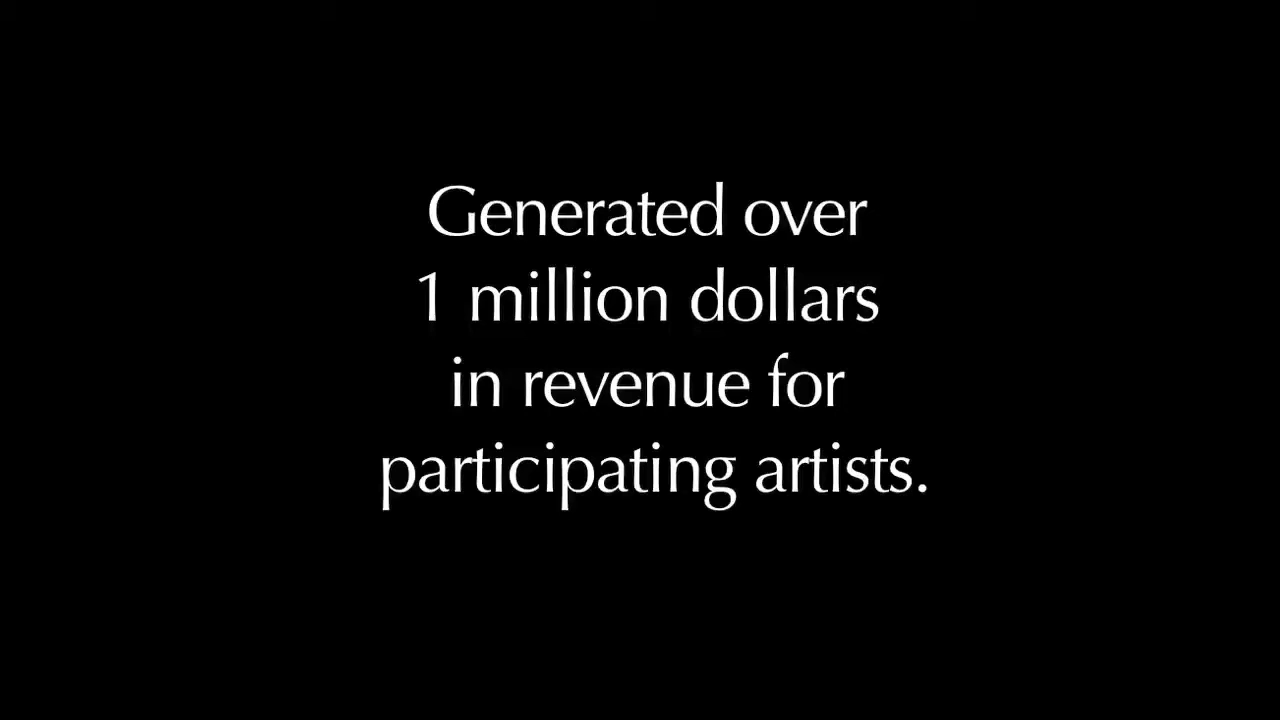 Generated over
1 million dollars
in revenue for
participating artists.